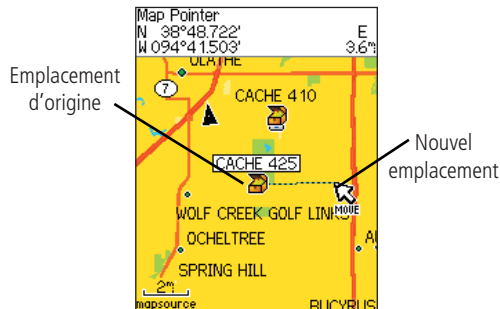 Map Pointer
N 38°48.722' E
W 094°41.503' 3.6m
OLATHE
7
CACHE 410
Emplacement
d'origine
Nouvel
emplacement
CACHE 425
MOVE
WOLF CREEK GOLF LINKS
OCHELTREE
SPRING HILL
2m
mapsource
BUCYRUS